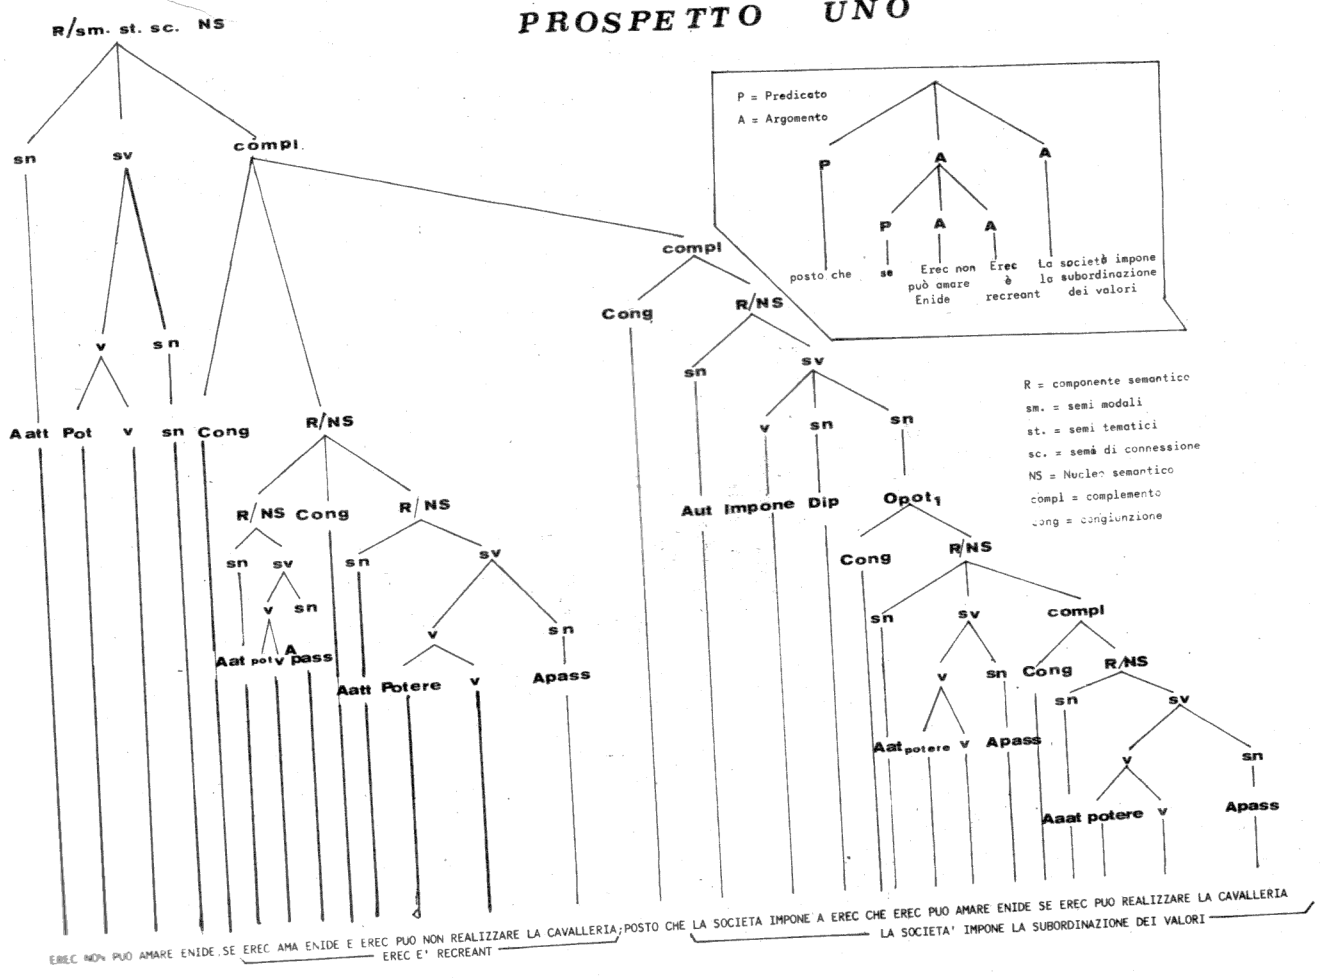 PROSPETTO UNO
R/sm. st. sc. NS
P = Predicato
A = Argomento
sn sv compl.
P A A
P A A
compl
posto che se Erec non può amare Enide Erec è recreant La società impone la subordinazione dei valori
Cong R/NS
v sn
sn sv
R = componente semantico
sm. = semi modali
st. = semi tematici
sc. = semi di connessione
NS = Nucleo semantico
compl = complemento
cong = congiunzione
Aatt Pot v sn Cong R/NS
v sn sn
R/NS Cong R/NS
Aut Impone Dip Opot1
sn sv sn sv
Cong R/NS
v sn
sn sv compl
v sn
Aat pot v A pass
v sn Cong R/NS
Aatt Potere v Apass
sn sv
Aat potere v Apass
v sn
Aaat potere v Apass
EREC NON PUÒ AMARE ENIDE.SE EREC AMA ENIDE E EREC PUO NON REALIZZARE LA CAVALLERIA;POSTO CHE LA SOCIETA IMPONE A EREC CHE EREC PUO AMARE ENIDE SE EREC PUO REALIZZARE LA CAVALLERIA
EREC E' RECREANT
LA SOCIETA' IMPONE LA SUBORDINAZIONE DEI VALORI